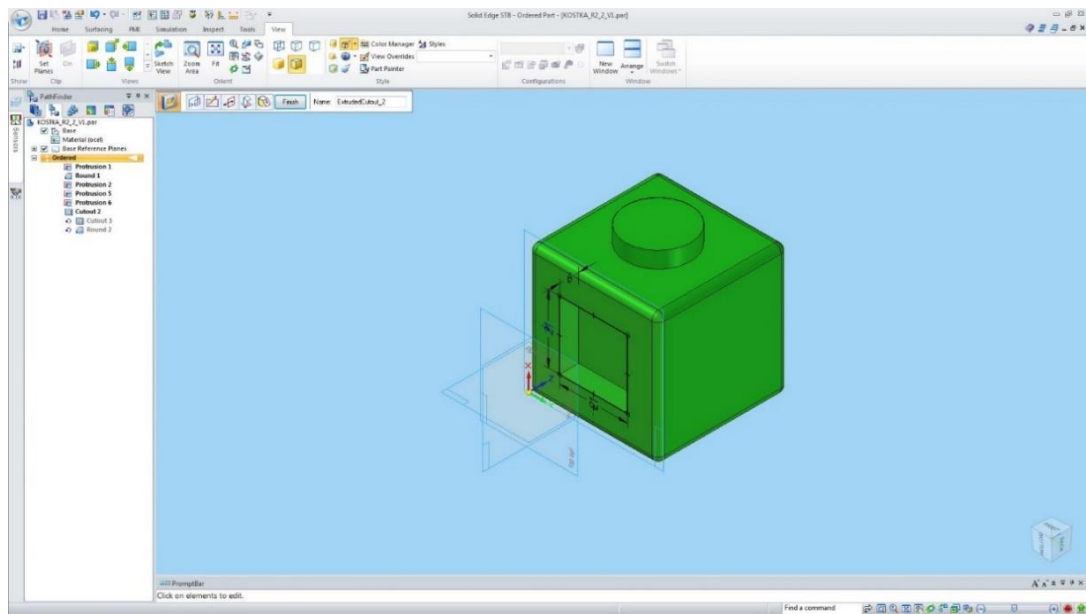 Solid Edge ST8 - Ordered Part - [KOSTKA_R2_2_V1.par]
Home Surfacing PMI Simulation Inspect Tools View
Set Planes
On
Sketch View
Zoom Area
Fit
Color Manager
Styles
View Overrides
Part Painter
New Window
Arrange
Switch Windows
Show Clip Views Orient Style Configurations Window
PathFinder
Finish
Name: ExtrudedCutout_2
Sensors
KOSTKA_R2_2_V1.par
Base
Material (ocel)
Base Reference Planes
Ordered
Protrusion 1
Round 1
Protrusion 2
Protrusion 5
Protrusion 6
Cutout 2
Cutout 3
Round 2
X
Z
PromptBar
Click on elements to edit.
Find a command